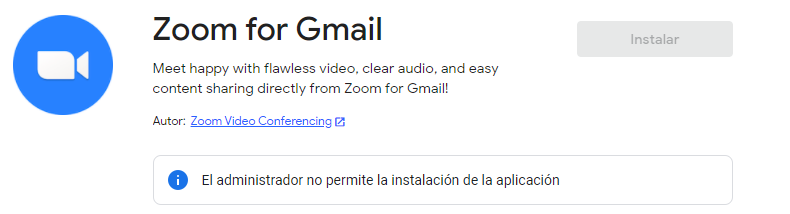 Zoom for Gmail
Instalar
Meet happy with flawless video, clear audio, and easy
content sharing directly from Zoom for Gmail!
Autor: Zoom Video Conferencing
El administrador no permite la instalación de la aplicación